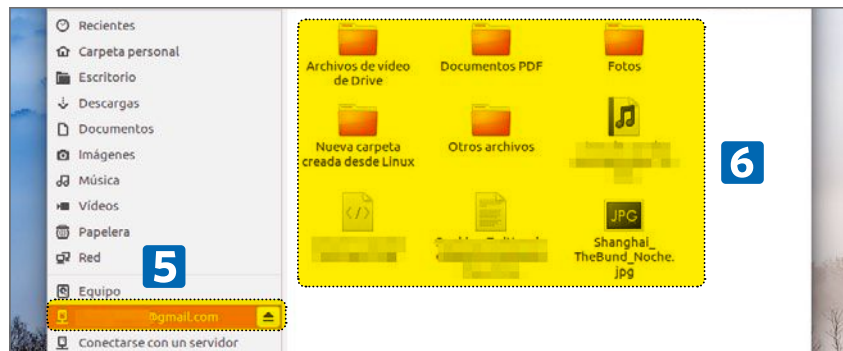 Recientes
Carpeta personal
Escritorio
Descargas
Documentos
Imágenes
Música
Vídeos
Papelera
Red
5
Equipo
@gmail.com
Conectarse con un servidor
Archivos de vídeo
de Drive
Documentos PDF
Fotos
Nueva carpeta
creada desde Linux
Otros archivos
JPG
Shanghai_
TheBund_Noche.
jpg
6